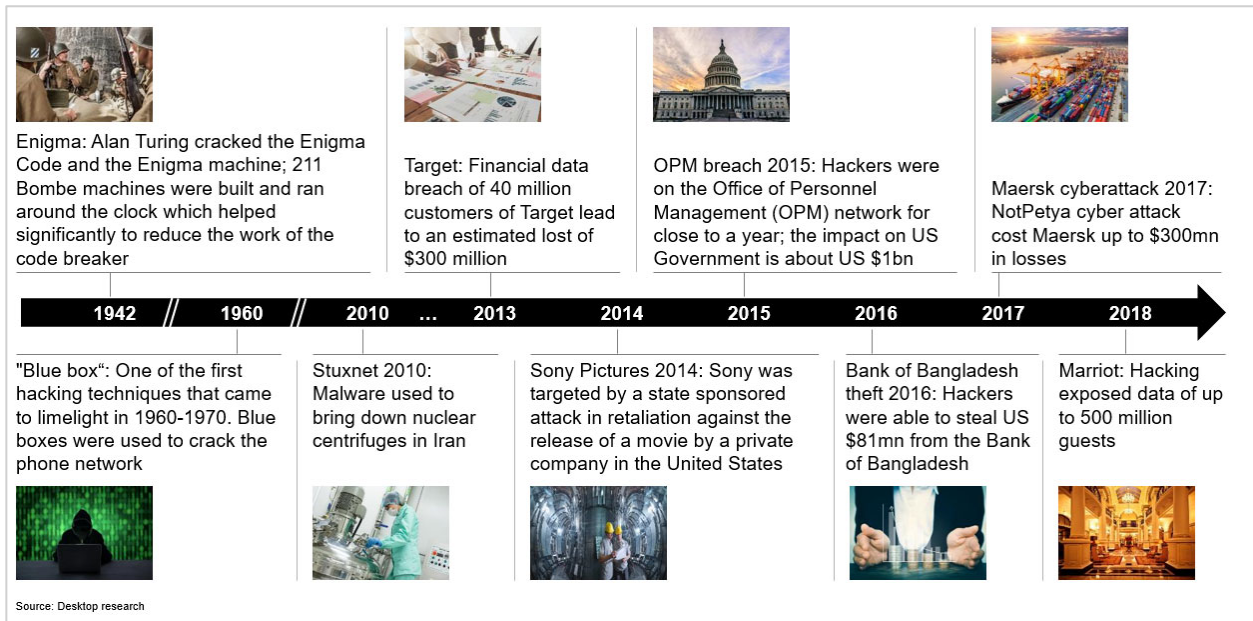 Enigma: Alan Turing cracked the Enigma
Code and the Enigma machine; 211
Bombe machines were built and ran
around the clock which helped
significantly to reduce the work of the
code breaker
Target: Financial data
breach of 40 million
customers of Target lead
to an estimated lost of
$300 million
OPM breach 2015: Hackers were
on the Office of Personnel
Management (OPM) network for
close to a year; the impact on US
Government is about US $1bn
Maersk cyberattack 2017:
NotPetya cyber attack
cost Maersk up to $300mn
in losses
1942 1960 2010 ... 2013 2014 2015 2016 2017 2018
"Blue box“: One of the first
hacking techniques that came
to limelight in 1960-1970. Blue
boxes were used to crack the
phone network
Stuxnet 2010:
Malware used to
bring down nuclear
centrifuges in Iran
Sony Pictures 2014: Sony was
targeted by a state sponsored
attack in retaliation against the
release of a movie by a private
company in the United States
Bank of Bangladesh
theft 2016: Hackers
were able to steal US
$81mn from the Bank
of Bangladesh
Marriot: Hacking
exposed data of up
to 500 million
guests
Source: Desktop research